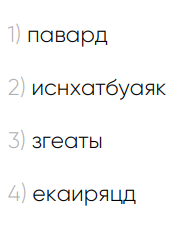 1) павард
2) иснхатбуаяк
3) згеаты
4) екаиряцд